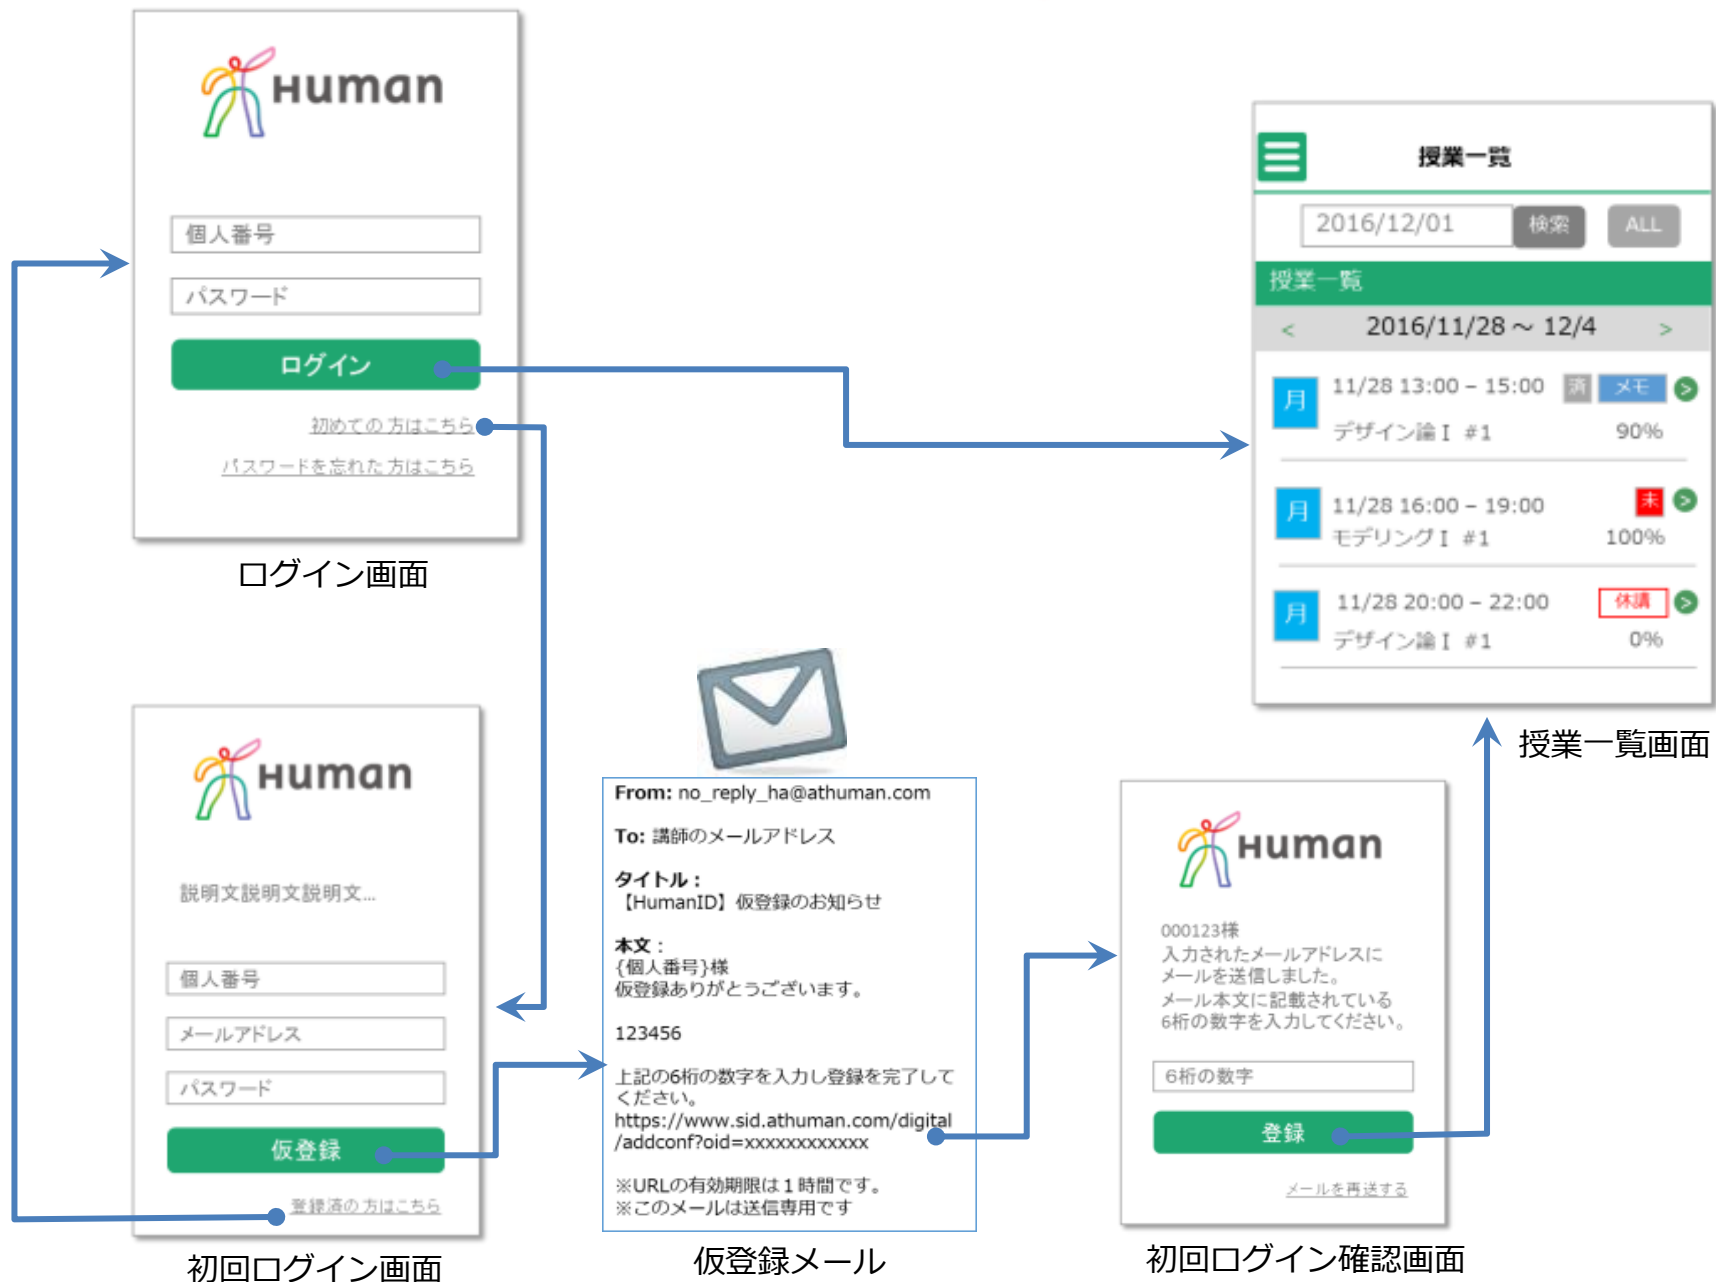 Human
個人番号
パスワード
ログイン
初めての方はこちら
パスワードを忘れた方はこちら
ログイン画面
授業一覧
2016/12/01 検索 ALL
授業一覧
< 2016/11/28 ～ 12/4 >
月 11/28 13:00 – 15:00 済 メモ >
デザイン論Ⅰ #1 90%
月 11/28 16:00 – 19:00 未 >
モデリングⅠ #1 100%
月 11/28 20:00 – 22:00 休講 >
デザイン論Ⅰ #1 0%
授業一覧画面
Human
説明文説明文説明文...
個人番号
メールアドレス
パスワード
仮登録
登録済の方はこちら
初回ログイン画面
From: no_reply_ha@athuman.com
To: 講師のメールアドレス
タイトル：
【HumanID】仮登録のお知らせ
本文：
{個人番号}様
仮登録ありがとうございます。
123456
上記の6桁の数字を入力し登録を完了して
ください。
https://www.sid.athuman.com/digital
/addconf?oid=xxxxxxxxxxxx
※URLの有効期限は１時間です。
※このメールは送信専用です
仮登録メール
Human
000123様
入力されたメールアドレスに
メールを送信しました。
メール本文に記載されている
6桁の数字を入力してください。
6桁の数字
登録
メールを再送する
初回ログイン確認画面